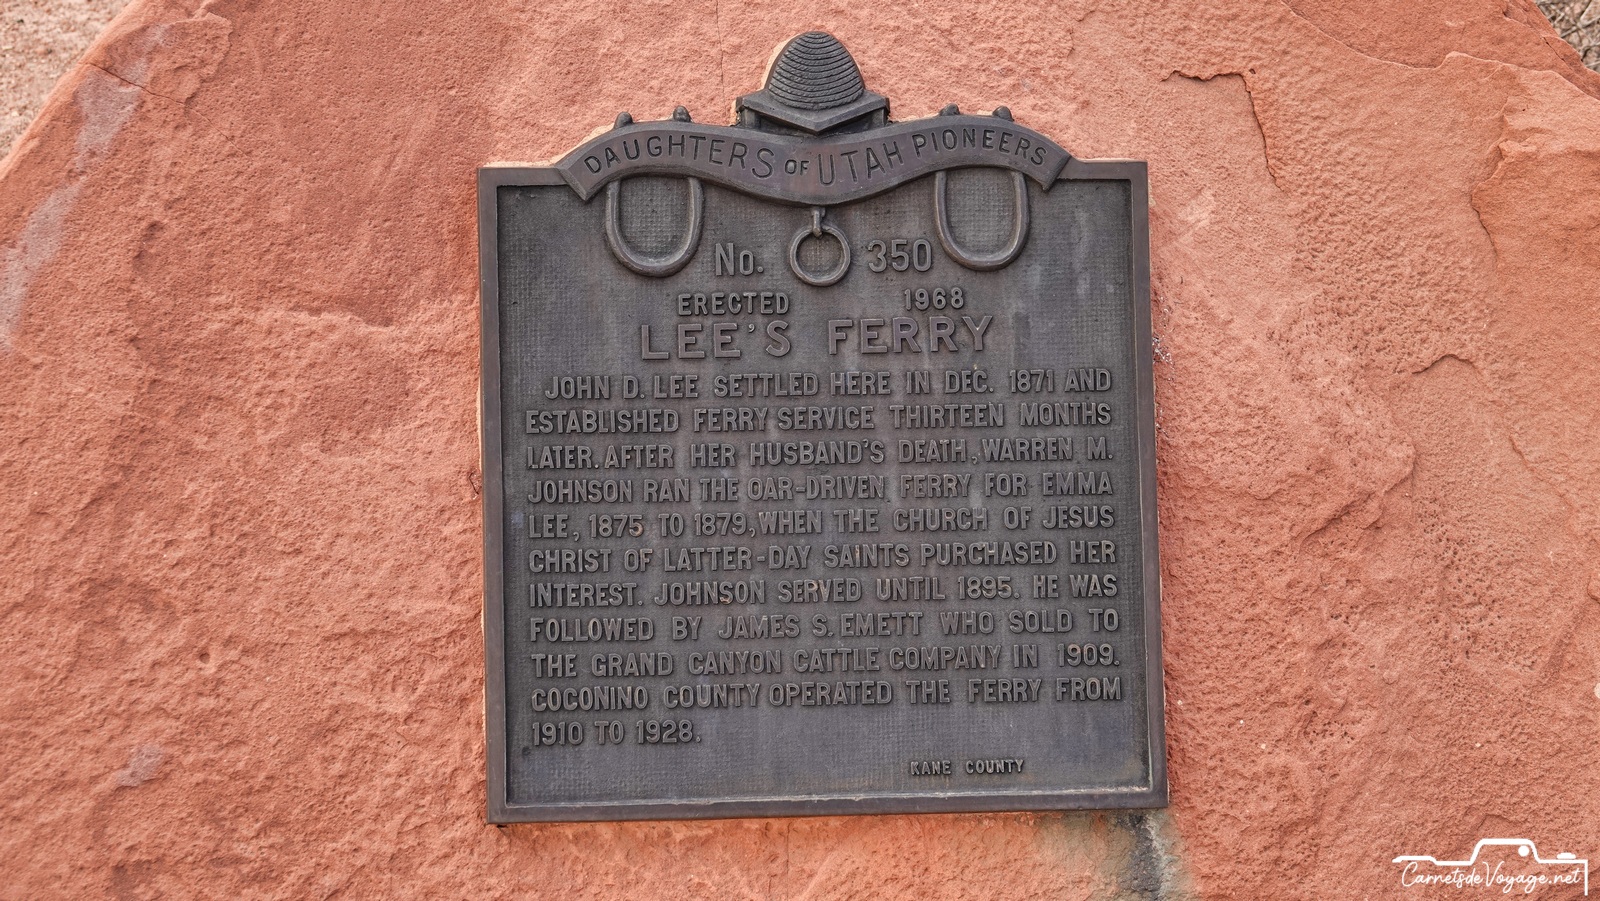 DAUGHTERS OF UTAH PIONEERS
No. 350
ERECTED 1968
LEE'S FERRY
JOHN D. LEE SETTLED HERE IN DEC. 1871 AND
ESTABLISHED FERRY SERVICE THIRTEEN MONTHS
LATER. AFTER HER HUSBAND'S DEATH, WARREN M.
JOHNSON RAN THE OAR-DRIVEN FERRY FOR EMMA
LEE, 1875 TO 1879, WHEN THE CHURCH OF JESUS
CHRIST OF LATTER-DAY SAINTS PURCHASED HER
INTEREST. JOHNSON SERVED UNTIL 1895. HE WAS
FOLLOWED BY JAMES S. EMETT WHO SOLD TO
THE GRAND CANYON CATTLE COMPANY IN 1909.
COCONINO COUNTY OPERATED THE FERRY FROM
1910 TO 1928.
KANE COUNTY
CarnetsdeVoyage.net